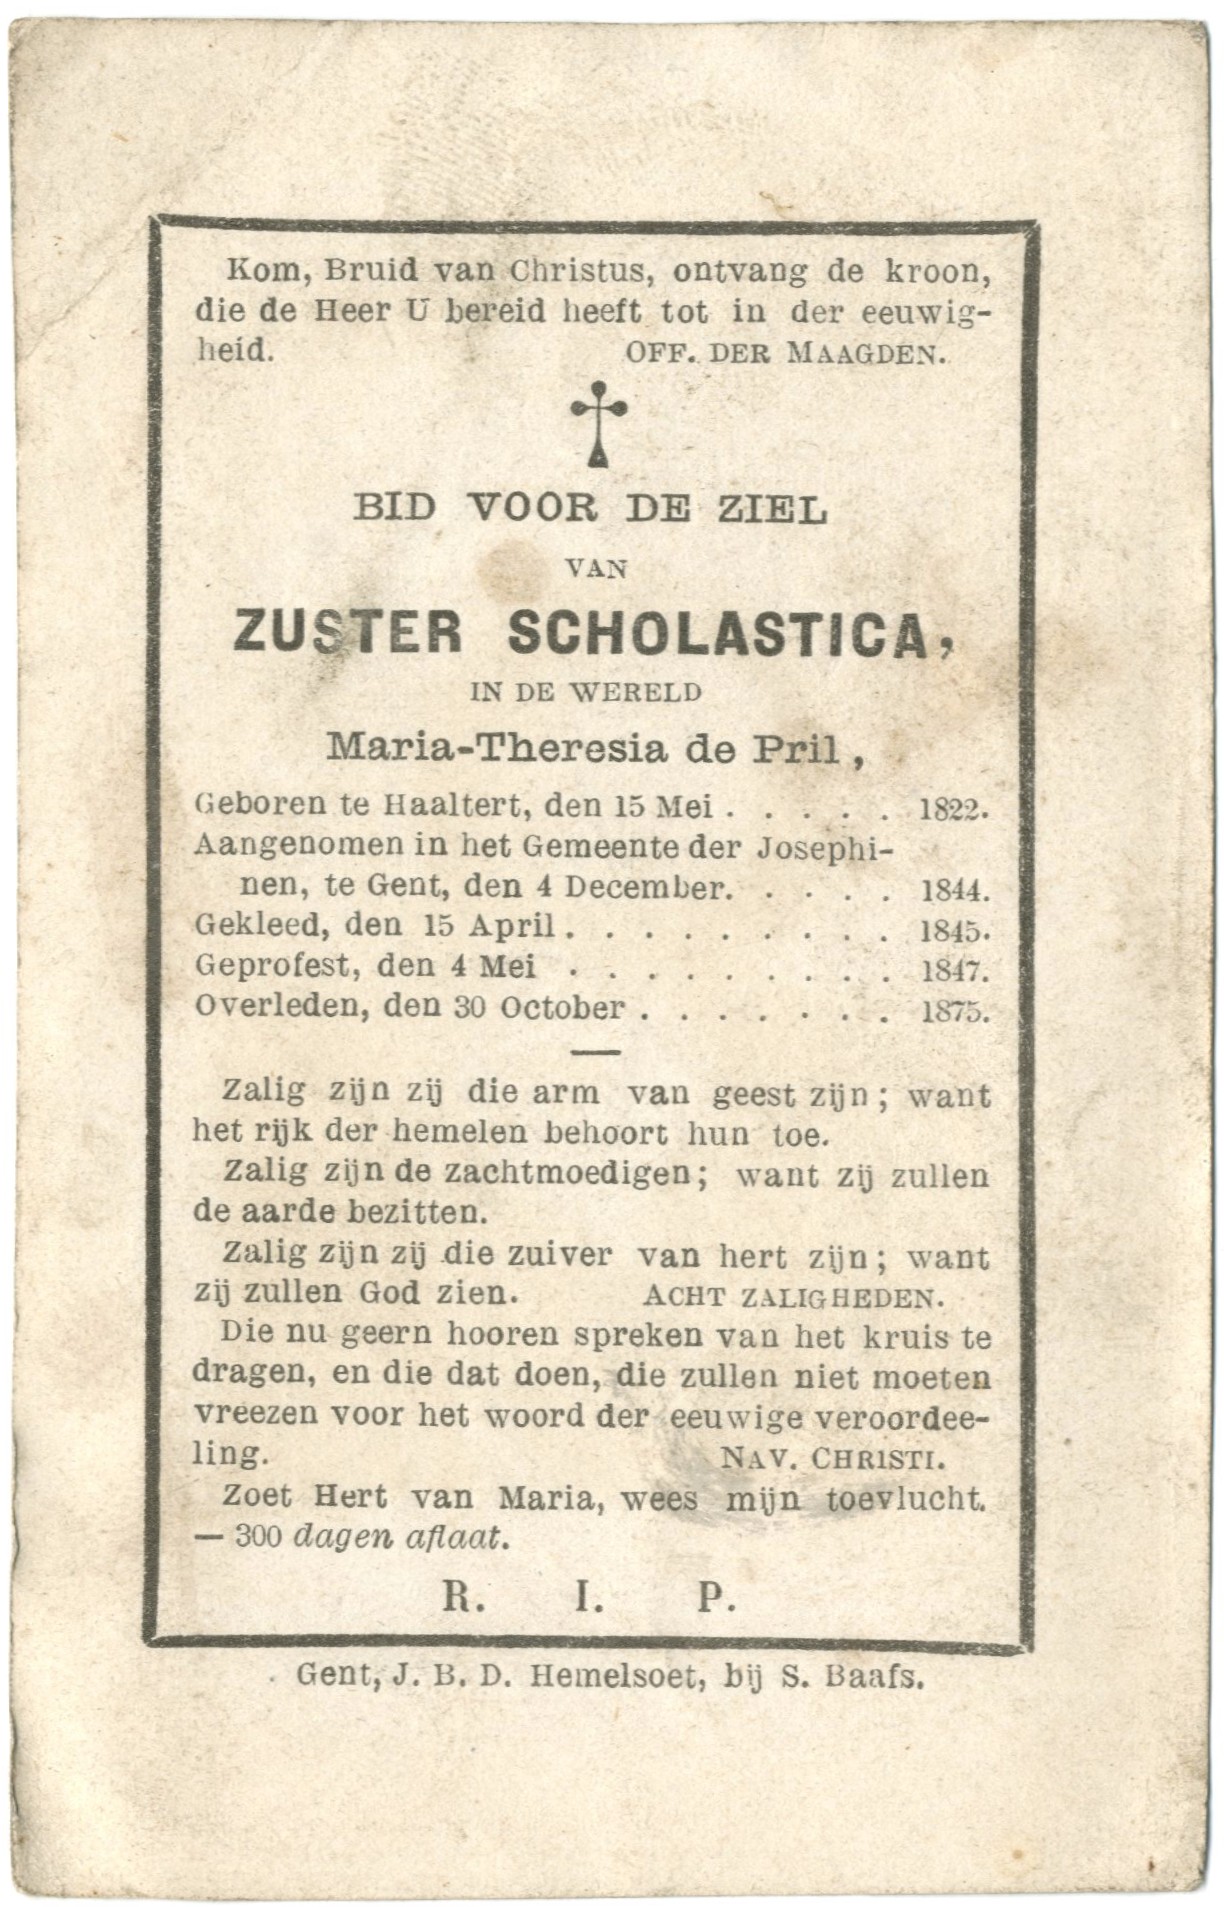 Kom, Bruid van Christus, ontvang de kroon,
die de Heer U bereid heeft tot in der eeuwig-
heid. OFF. DER MAAGDEN.
BID VOOR DE ZIEL
VAN
ZUSTER SCHOLASTICA,
IN DE WERELD
Maria-Theresia de Pril,
Geboren te Haaltert, den 15 Mei . . . . . 1822.
Aangenomen in het Gemeente der Josephi-
nen, te Gent, den 4 December. . . . . 1844.
Gekleed, den 15 April . . . . . . . . . 1845.
Geprofest, den 4 Mei . . . . . . . . . 1847.
Overleden, den 30 October . . . . . . . 1875.
Zalig zijn zij die arm van geest zijn; want
het rijk der hemelen behoort hun toe.
Zalig zijn de zachtmoedigen; want zij zullen
de aarde bezitten.
Zalig zijn zij die zuiver van hert zijn; want
zij zullen God zien. ACHT ZALIGHEDEN.
Die nu geern hooren spreken van het kruis te
dragen, en die dat doen, die zullen niet moeten
vreezen voor het woord der eeuwige veroordee-
ling. NAV. CHRISTI.
Zoet Hert van Maria, wees mijn toevlucht.
— 300 dagen aflaat.
R. I. P.
Gent, J. B. D. Hemelsoet, bij S. Baafs.